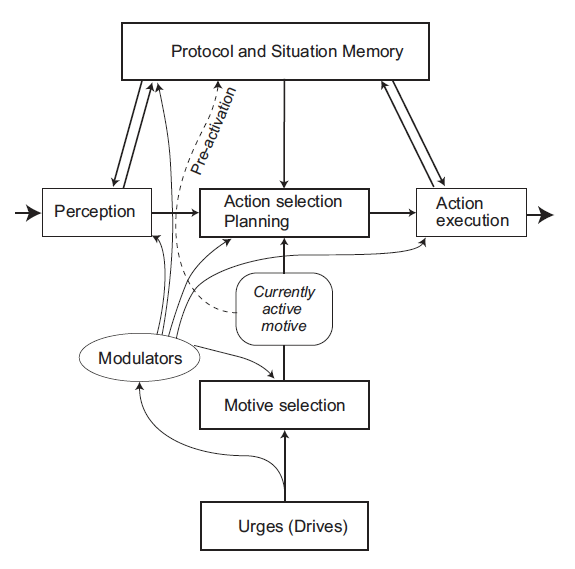 Protocol and Situation Memory
Pre-activation
Perception
Action selection
Planning
Action
execution
Currently
active
motive
Modulators
Motive selection
Urges (Drives)